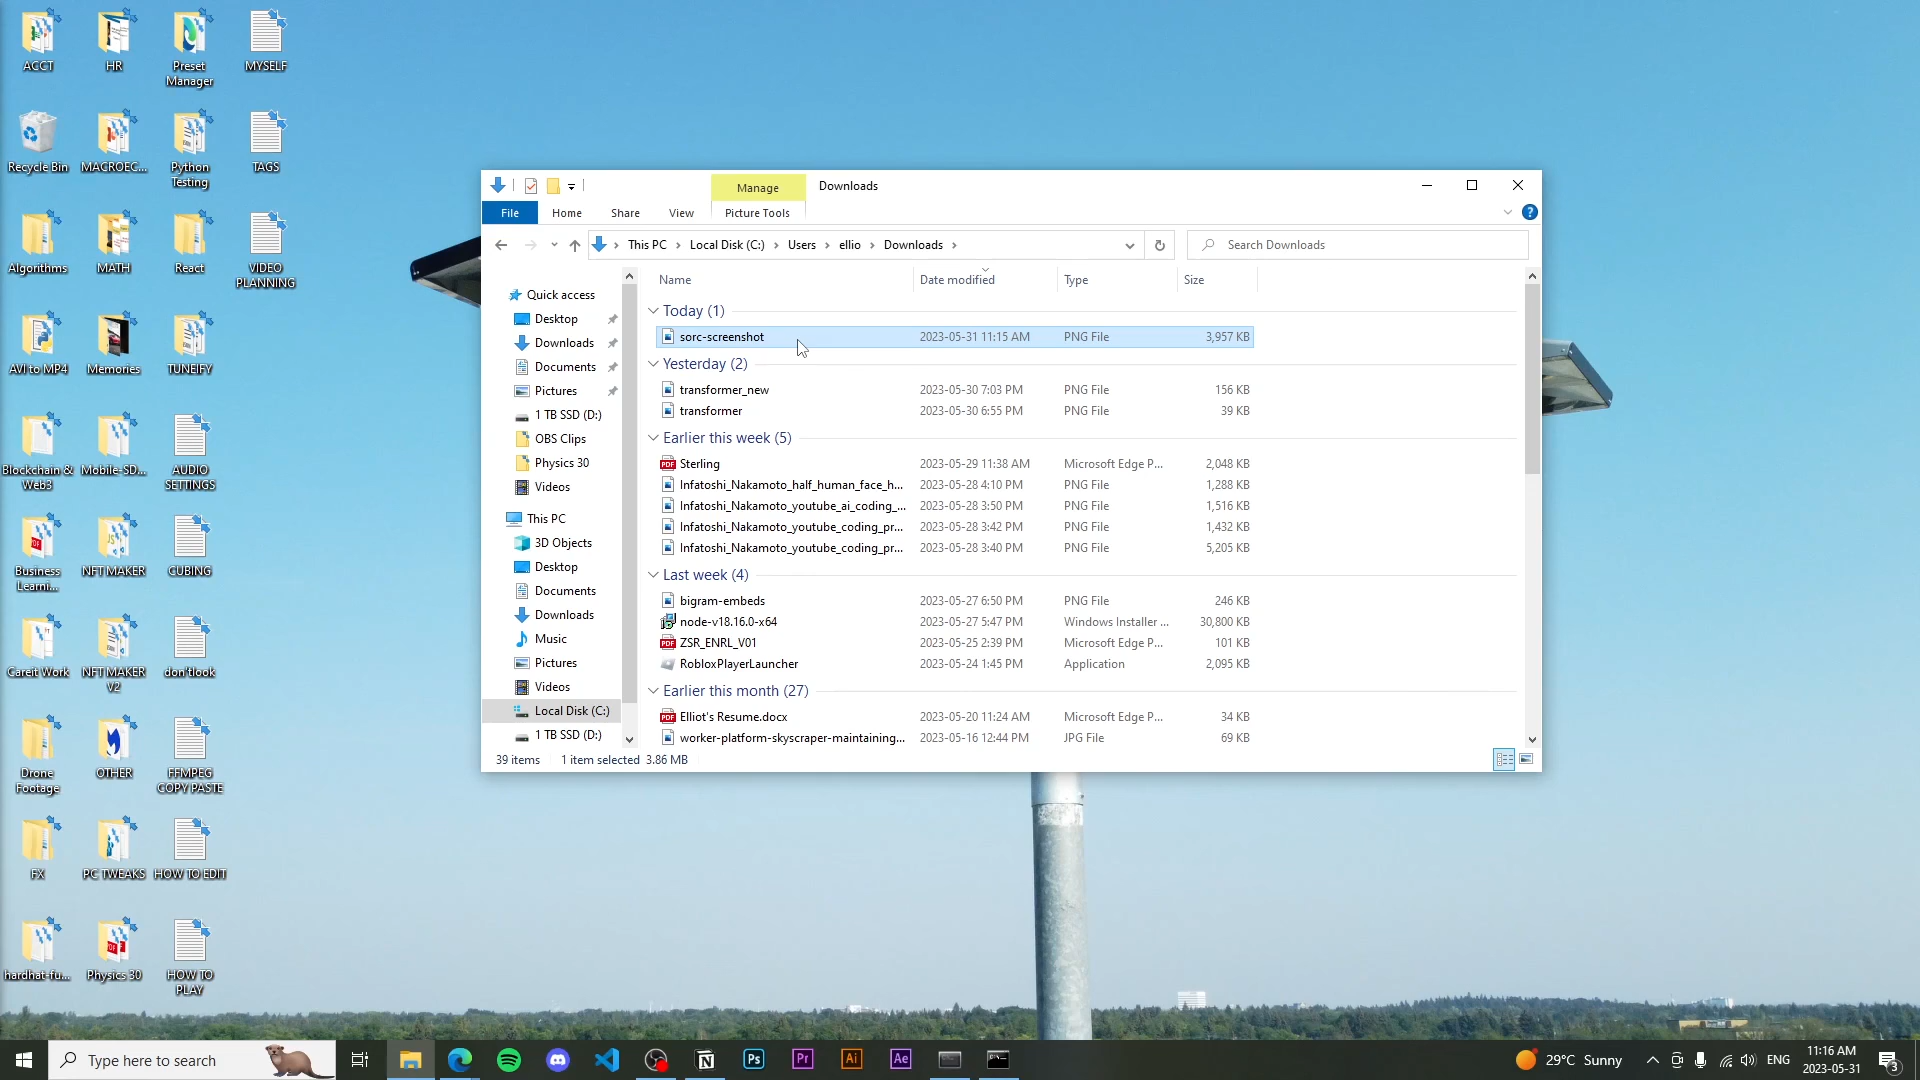 ACCT
HR
Preset
Manager
MYSELF
Recycle Bin
MACROEC...
Python
Testing
TAGS
Algorithms
MATH
React
VIDEO
PLANNING
AVI to MP4
Memories
TUNEIFY
Blockchain &
Web3
Mobile-SD...
AUDIO
SETTINGS
Business
Learni...
NFT MAKER
CUBING
Careit Work
NFT MAKER
V2
don'tlook
Drone
Footage
OTHER
FFMPEG
COPY PASTE
FX
PC TWEAKS
HOW TO EDIT
hardhat-fu...
Physics 30
HOW TO
PLAY
Manage
Downloads
File
Home
Share
View
Picture Tools
This PC > Local Disk (C:) > Users > ellio > Downloads >
Search Downloads
Quick access
Desktop
Downloads
Documents
Pictures
1 TB SSD (D:)
OBS Clips
Physics 30
Videos
This PC
3D Objects
Desktop
Documents
Downloads
Music
Pictures
Videos
Local Disk (C:)
1 TB SSD (D:)
Name Date modified Type Size
Today (1)
sorc-screenshot 2023-05-31 11:15 AM PNG File 3,957 KB
Yesterday (2)
transformer_new 2023-05-30 7:03 PM PNG File 156 KB
transformer 2023-05-30 6:55 PM PNG File 39 KB
Earlier this week (5)
Sterling 2023-05-29 11:38 AM Microsoft Edge P... 2,048 KB
Infatoshi_Nakamoto_half_human_face_h... 2023-05-28 4:10 PM PNG File 1,288 KB
Infatoshi_Nakamoto_youtube_ai_coding_... 2023-05-28 3:50 PM PNG File 1,516 KB
Infatoshi_Nakamoto_youtube_coding_pr... 2023-05-28 3:42 PM PNG File 1,432 KB
Infatoshi_Nakamoto_youtube_coding_pr... 2023-05-28 3:40 PM PNG File 5,205 KB
Last week (4)
bigram-embeds 2023-05-27 6:50 PM PNG File 246 KB
node-v18.16.0-x64 2023-05-27 5:47 PM Windows Installer ... 30,800 KB
ZSR_ENRL_V01 2023-05-25 2:39 PM Microsoft Edge P... 101 KB
RobloxPlayerLauncher 2023-05-24 1:45 PM Application 2,095 KB
Earlier this month (27)
Elliot's Resume.docx 2023-05-20 11:24 AM Microsoft Edge P... 34 KB
worker-platform-skyscraper-maintaining... 2023-05-16 12:44 PM JPG File 69 KB
39 items 1 item selected 3.86 MB
Type here to search
Ps
Pr
Ai
Ae
29°C Sunny
ENG
11:16 AM
2023-05-31
3